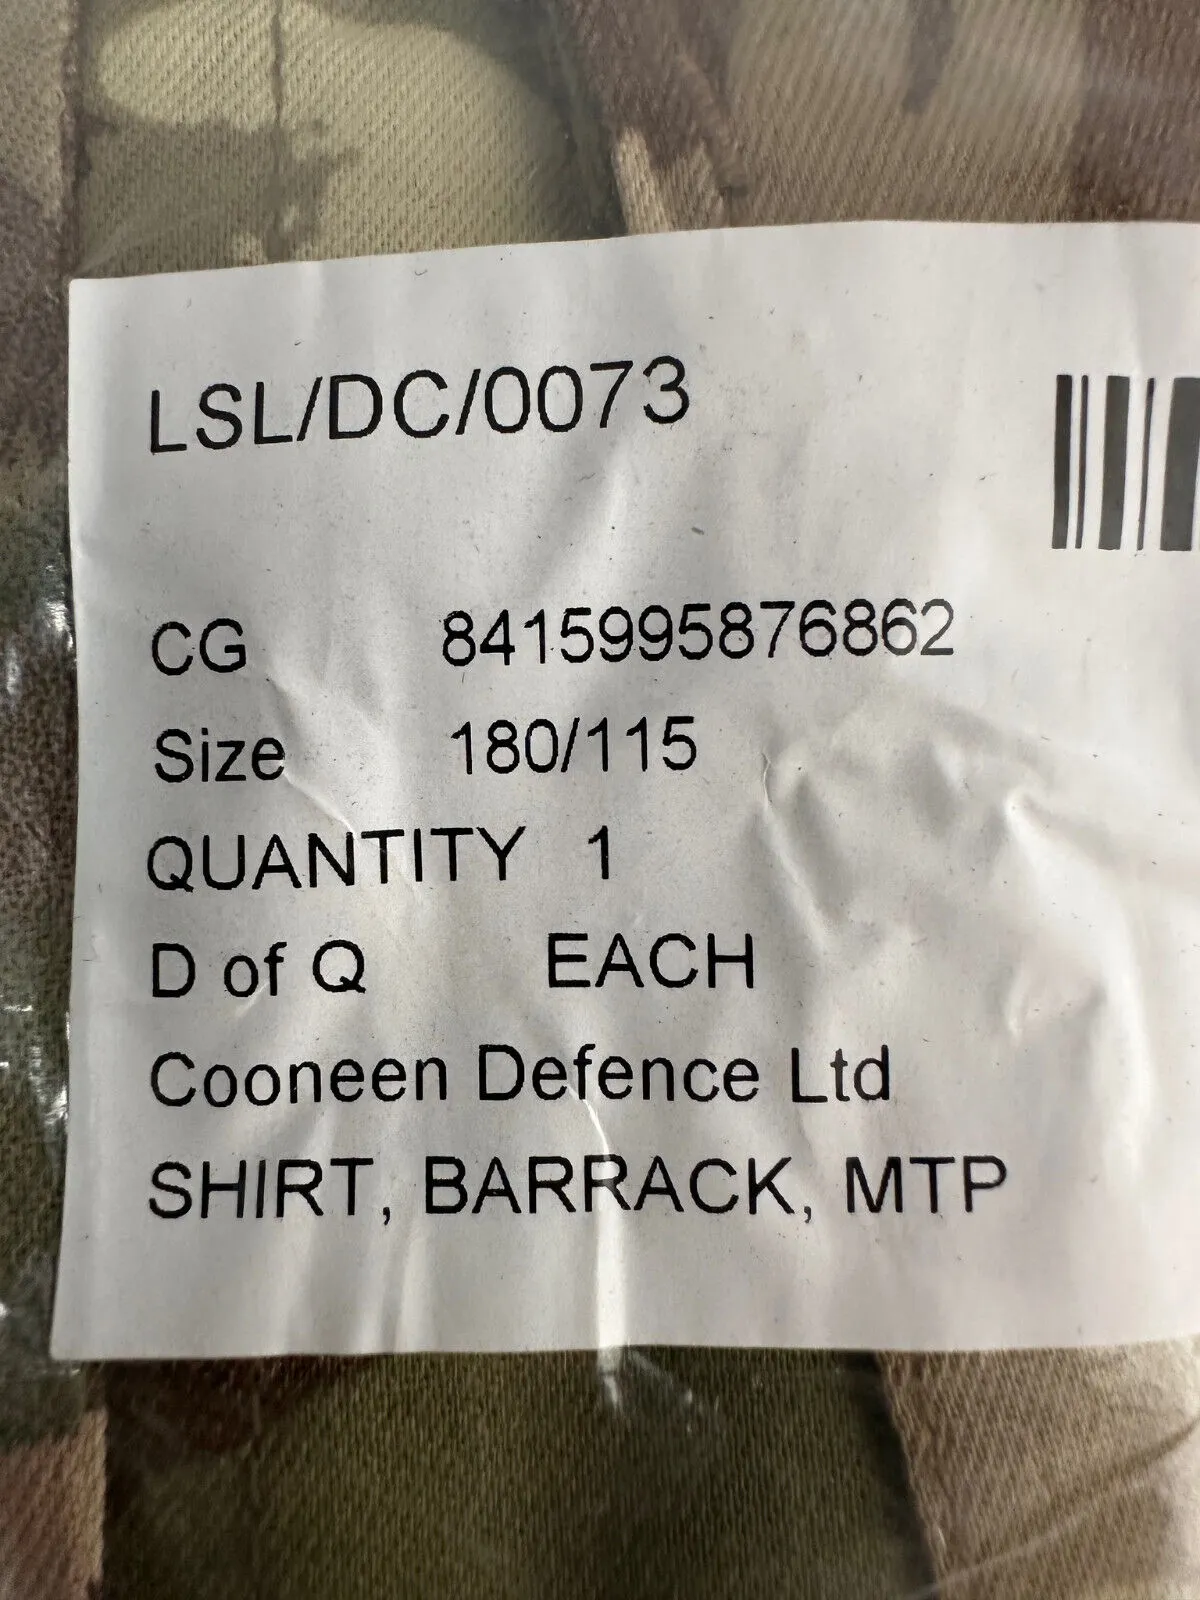 LSL/DC/0073
CG 8415995876862
Size 180/115
QUANTITY 1
D of Q EACH
Cooneen Defence Ltd
SHIRT, BARRACK, MTP